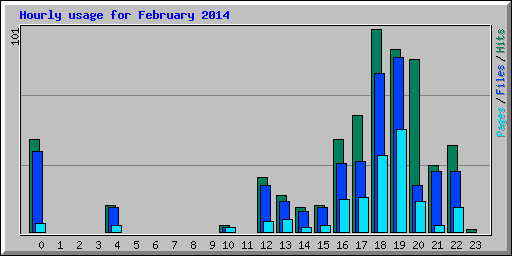 Hourly usage for February 2014
101
Pages / Files / Hits
0 1 2 3 4 5 6 7 8 9 10 11 12 13 14 15 16 17 18 19 20 21 22 23